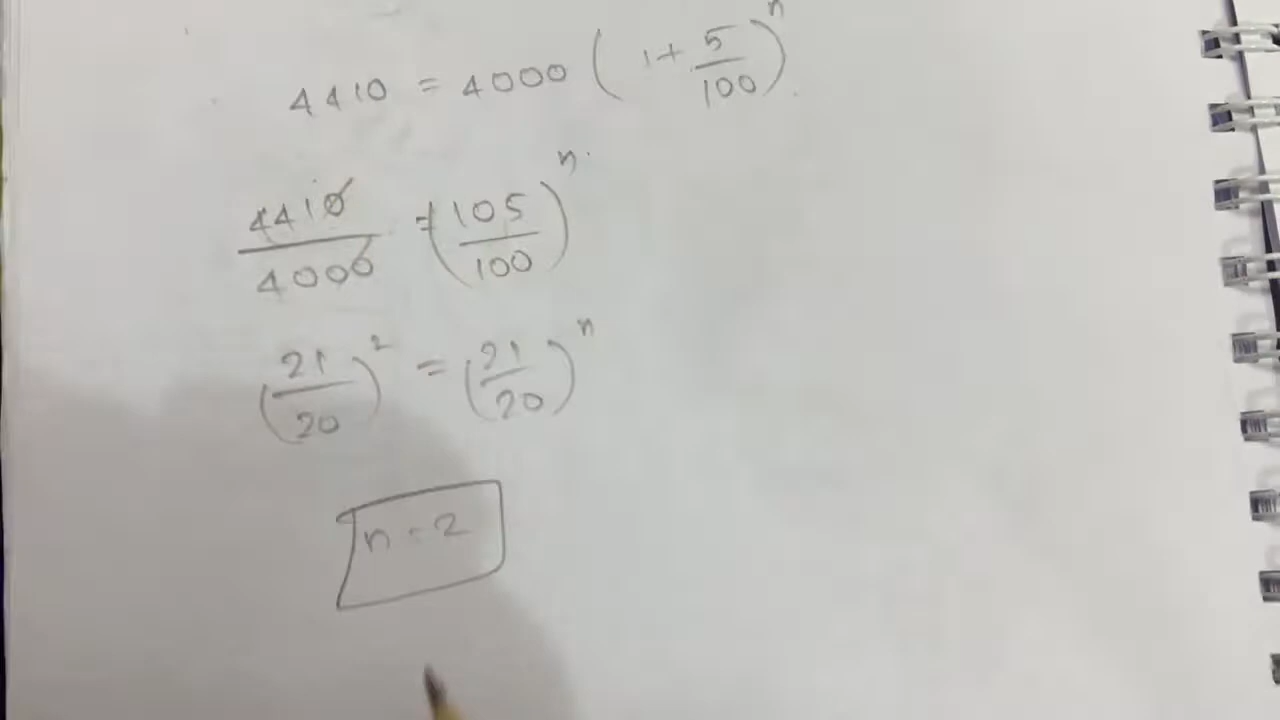 4410 = 4000 ( 1 + 5/100 )^n
4410/4000 = ( 105/100 )^n
( 21/20 )^2 = ( 21/20 )^n
n = 2